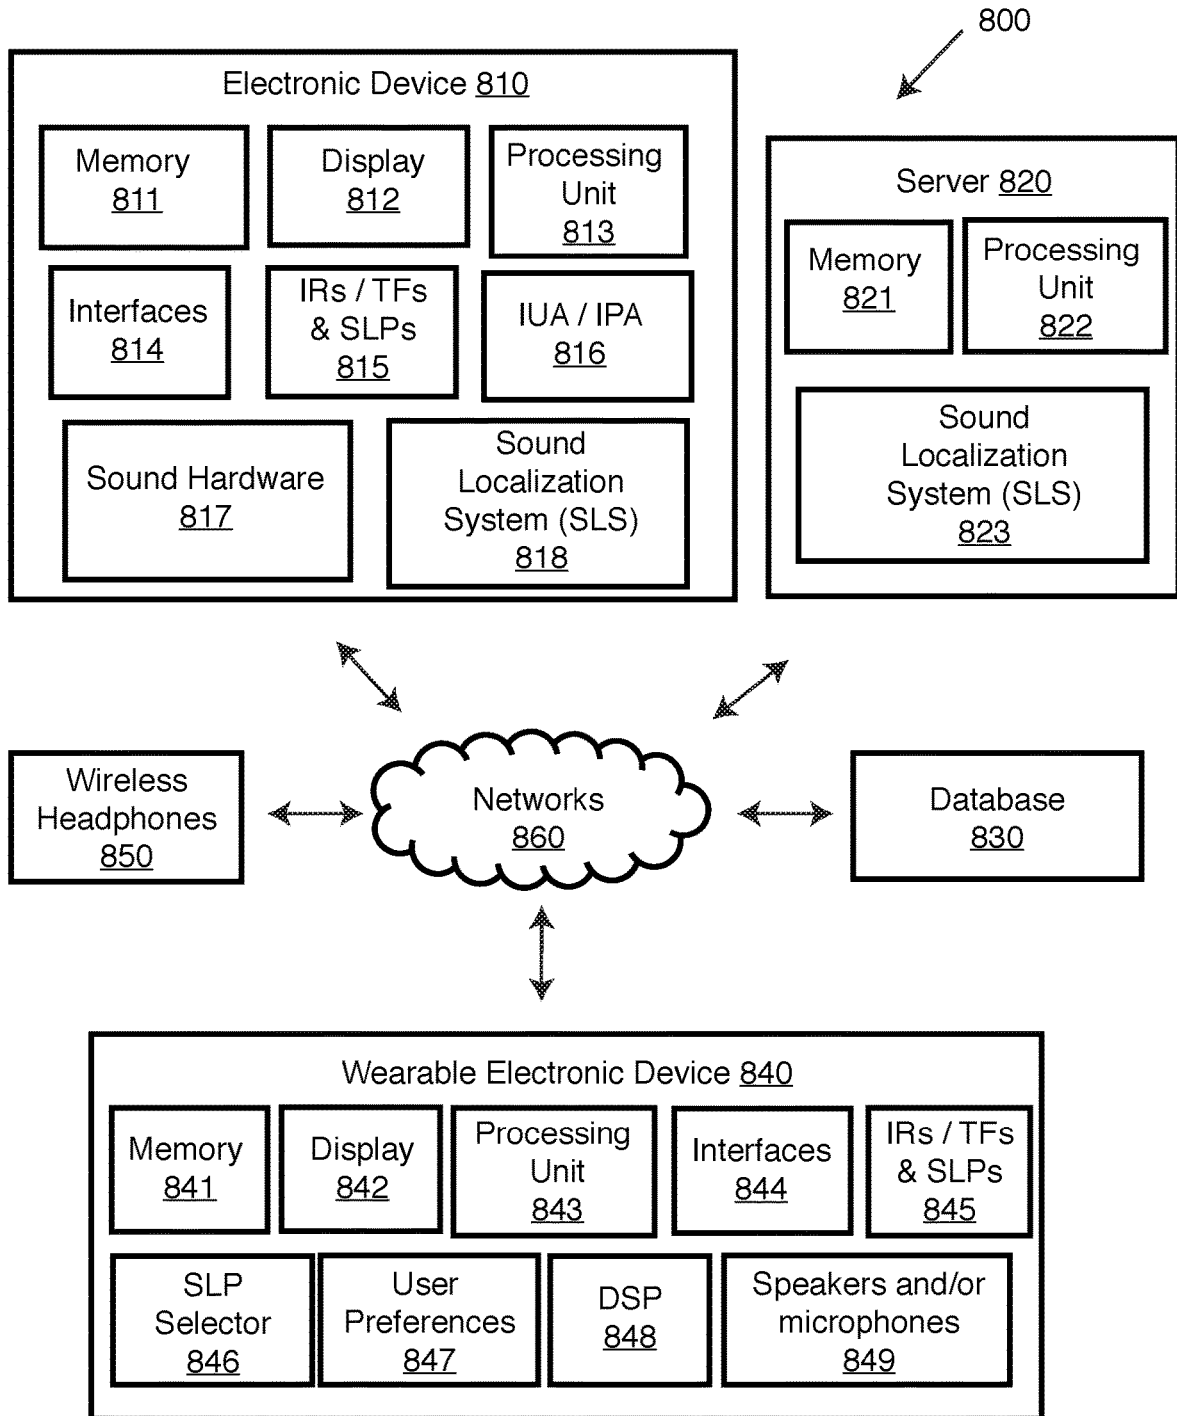 800
Electronic Device 810
Memory
811
Display
812
Processing
Unit
813
Interfaces
814
IRs / TFs
& SLPs
815
IUA / IPA
816
Sound Hardware
817
Sound
Localization
System (SLS)
818
Server 820
Memory
821
Processing
Unit
822
Sound
Localization
System (SLS)
823
Wireless
Headphones
850
Networks
860
Database
830
Wearable Electronic Device 840
Memory
841
Display
842
Processing
Unit
843
Interfaces
844
IRs / TFs
& SLPs
845
SLP
Selector
846
User
Preferences
847
DSP
848
Speakers and/or
microphones
849